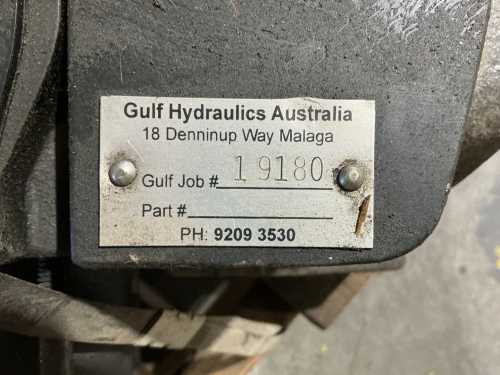 Gulf Hydraulics Australia
18 Denninup Way Malaga
Gulf Job # 19180
Part #
PH: 9209 3530